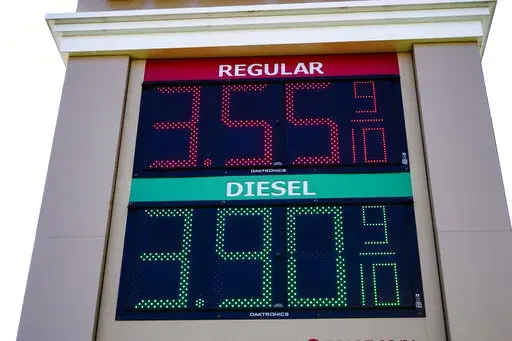 REGULAR
3.55 9/10
DAKTRONICS
DIESEL
3.90 9/10
DAKTRONICS